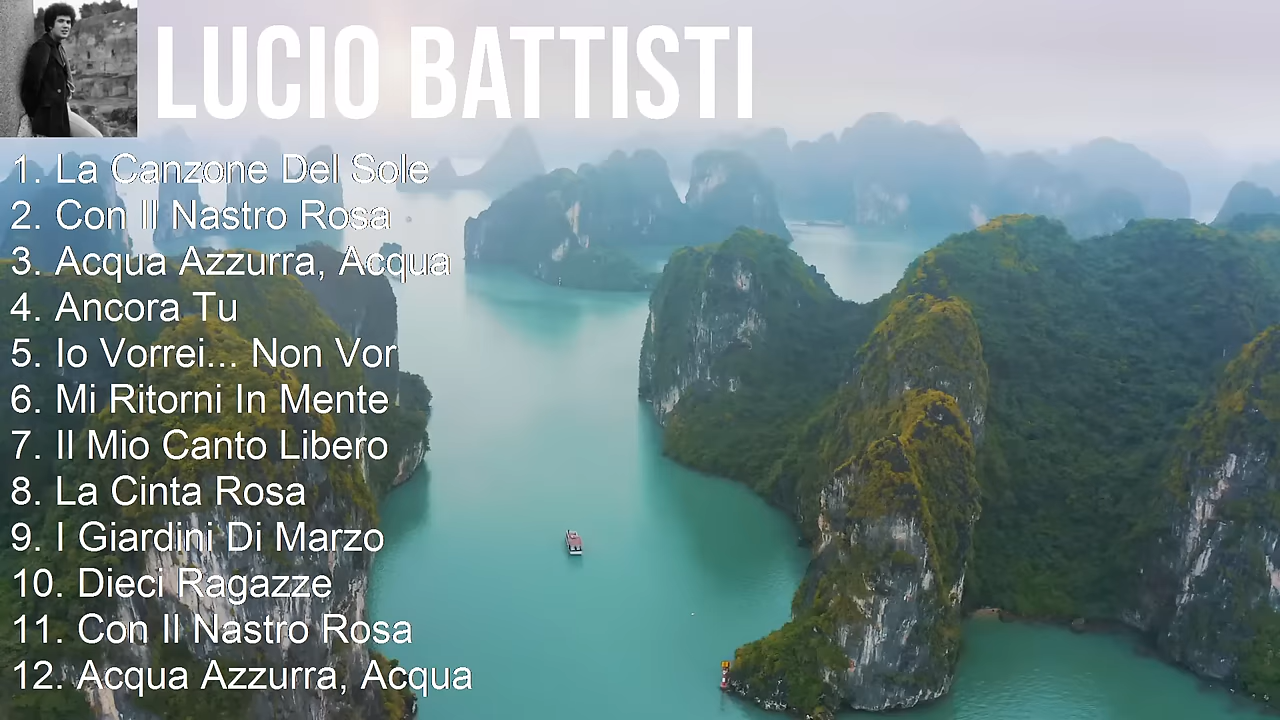 LUCIO BATTISTI
1. La Canzone Del Sole
2. Con Il Nastro Rosa
3. Acqua Azzurra, Acqua
4. Ancora Tu
5. Io Vorrei... Non Vor
6. Mi Ritorni In Mente
7. Il Mio Canto Libero
8. La Cinta Rosa
9. I Giardini Di Marzo
10. Dieci Ragazze
11. Con Il Nastro Rosa
12. Acqua Azzurra, Acqua